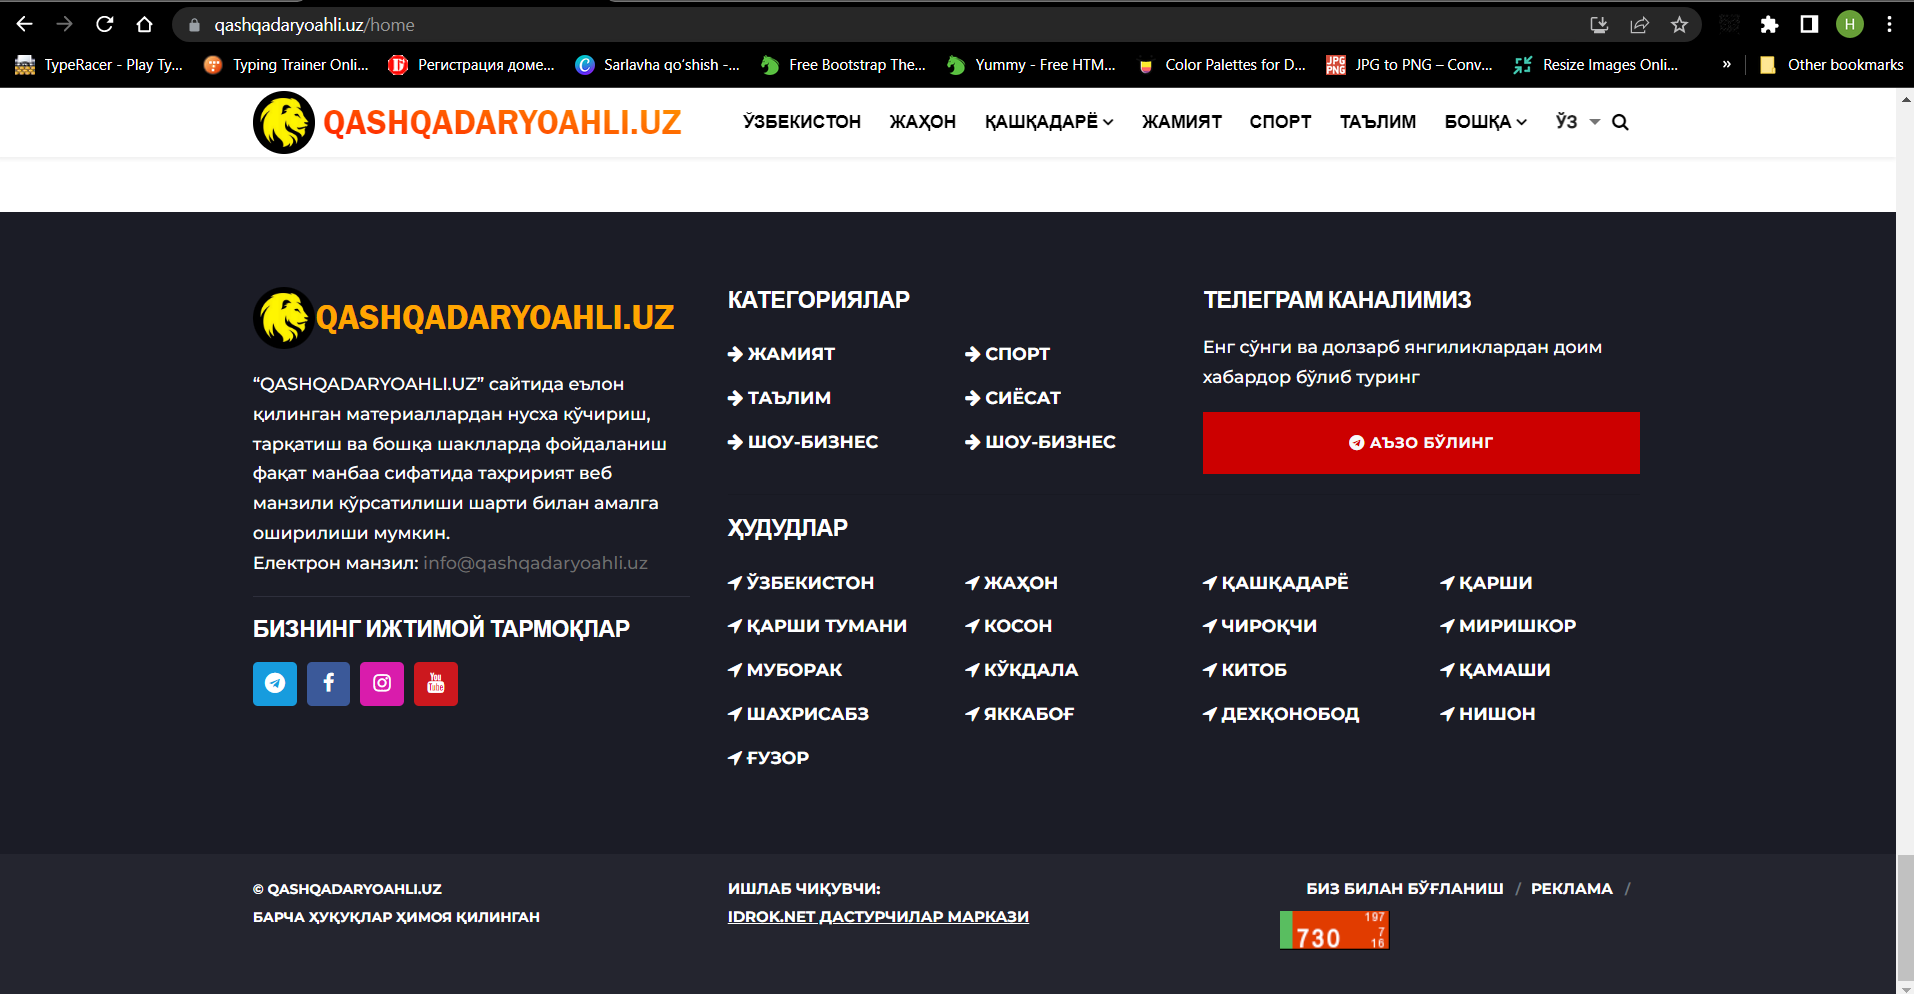 qashqadaryoahli.uz/home
H
TypeRacer - Play Ty...
Typing Trainer Onli...
Регистрация доме...
Sarlavha qo'shish -...
Free Bootstrap The...
Yummy - Free HTM...
Color Palettes for D...
JPG to PNG – Conv...
Resize Images Onli...
»
Other bookmarks
QASHQADARYOAHLI.UZ
ЎЗБЕКИСТОН
ЖАҲОН
ҚАШҚАДАРЁ
ЖАМИЯТ
СПОРТ
ТАЪЛИМ
БОШҚА
ЎЗ
QASHQADARYOAHLI.UZ
“QASHQADARYOAHLI.UZ” сайтида еълон
қилинган материаллардан нусха кўчириш,
тарқатиш ва бошқа шаклларда фойдаланиш
фақат манбаа сифатида таҳририят веб
манзили кўрсатилиши шарти билан амалга
оширилиши мумкин.
Електрон манзил: info@qashqadaryoahli.uz
БИЗНИНГ ИЖТИМОЙ ТАРМОҚЛАР
You
Tube
КАТЕГОРИЯЛАР
ЖАМИЯТ
СПОРТ
ТАЪЛИМ
СИЁСАТ
ШОУ-БИЗНЕС
ШОУ-БИЗНЕС
ТЕЛЕГРАМ КАНАЛИМИЗ
Енг сўнги ва долзарб янгиликлардан доим
хабардор бўлиб туринг
АЪЗО БЎЛИНГ
ҲУДУДЛАР
ЎЗБЕКИСТОН
ЖАҲОН
ҚАШҚАДАРЁ
ҚАРШИ
ҚАРШИ ТУМАНИ
КОСОН
ЧИРОҚЧИ
МИРИШКОР
МУБОРАК
КЎКДАЛА
КИТОБ
ҚАМАШИ
ШАХРИСАБЗ
ЯККАБОҒ
ДЕХҚОНОБОД
НИШОН
ҒУЗОР
© QASHQADARYOAHLI.UZ
БАРЧА ҲУҚУҚЛАР ҲИМОЯ ҚИЛИНГАН
ИШЛАБ ЧИҚУВЧИ:
IDROK.NET ДАСТУРЧИЛАР МАРКАЗИ
БИЗ БИЛАН БЎҒЛАНИШ / РЕКЛАМА /
197
730
7
16